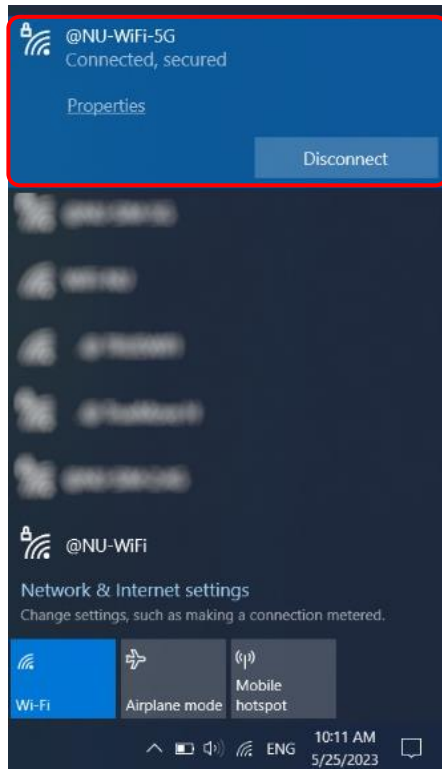 @NU-WiFi-5G
Connected, secured
Properties
Disconnect
@NU-WiFi
Network & Internet settings
Change settings, such as making a connection metered.
Wi-Fi
Airplane mode
Mobile
hotspot
ENG
10:11 AM
5/25/2023